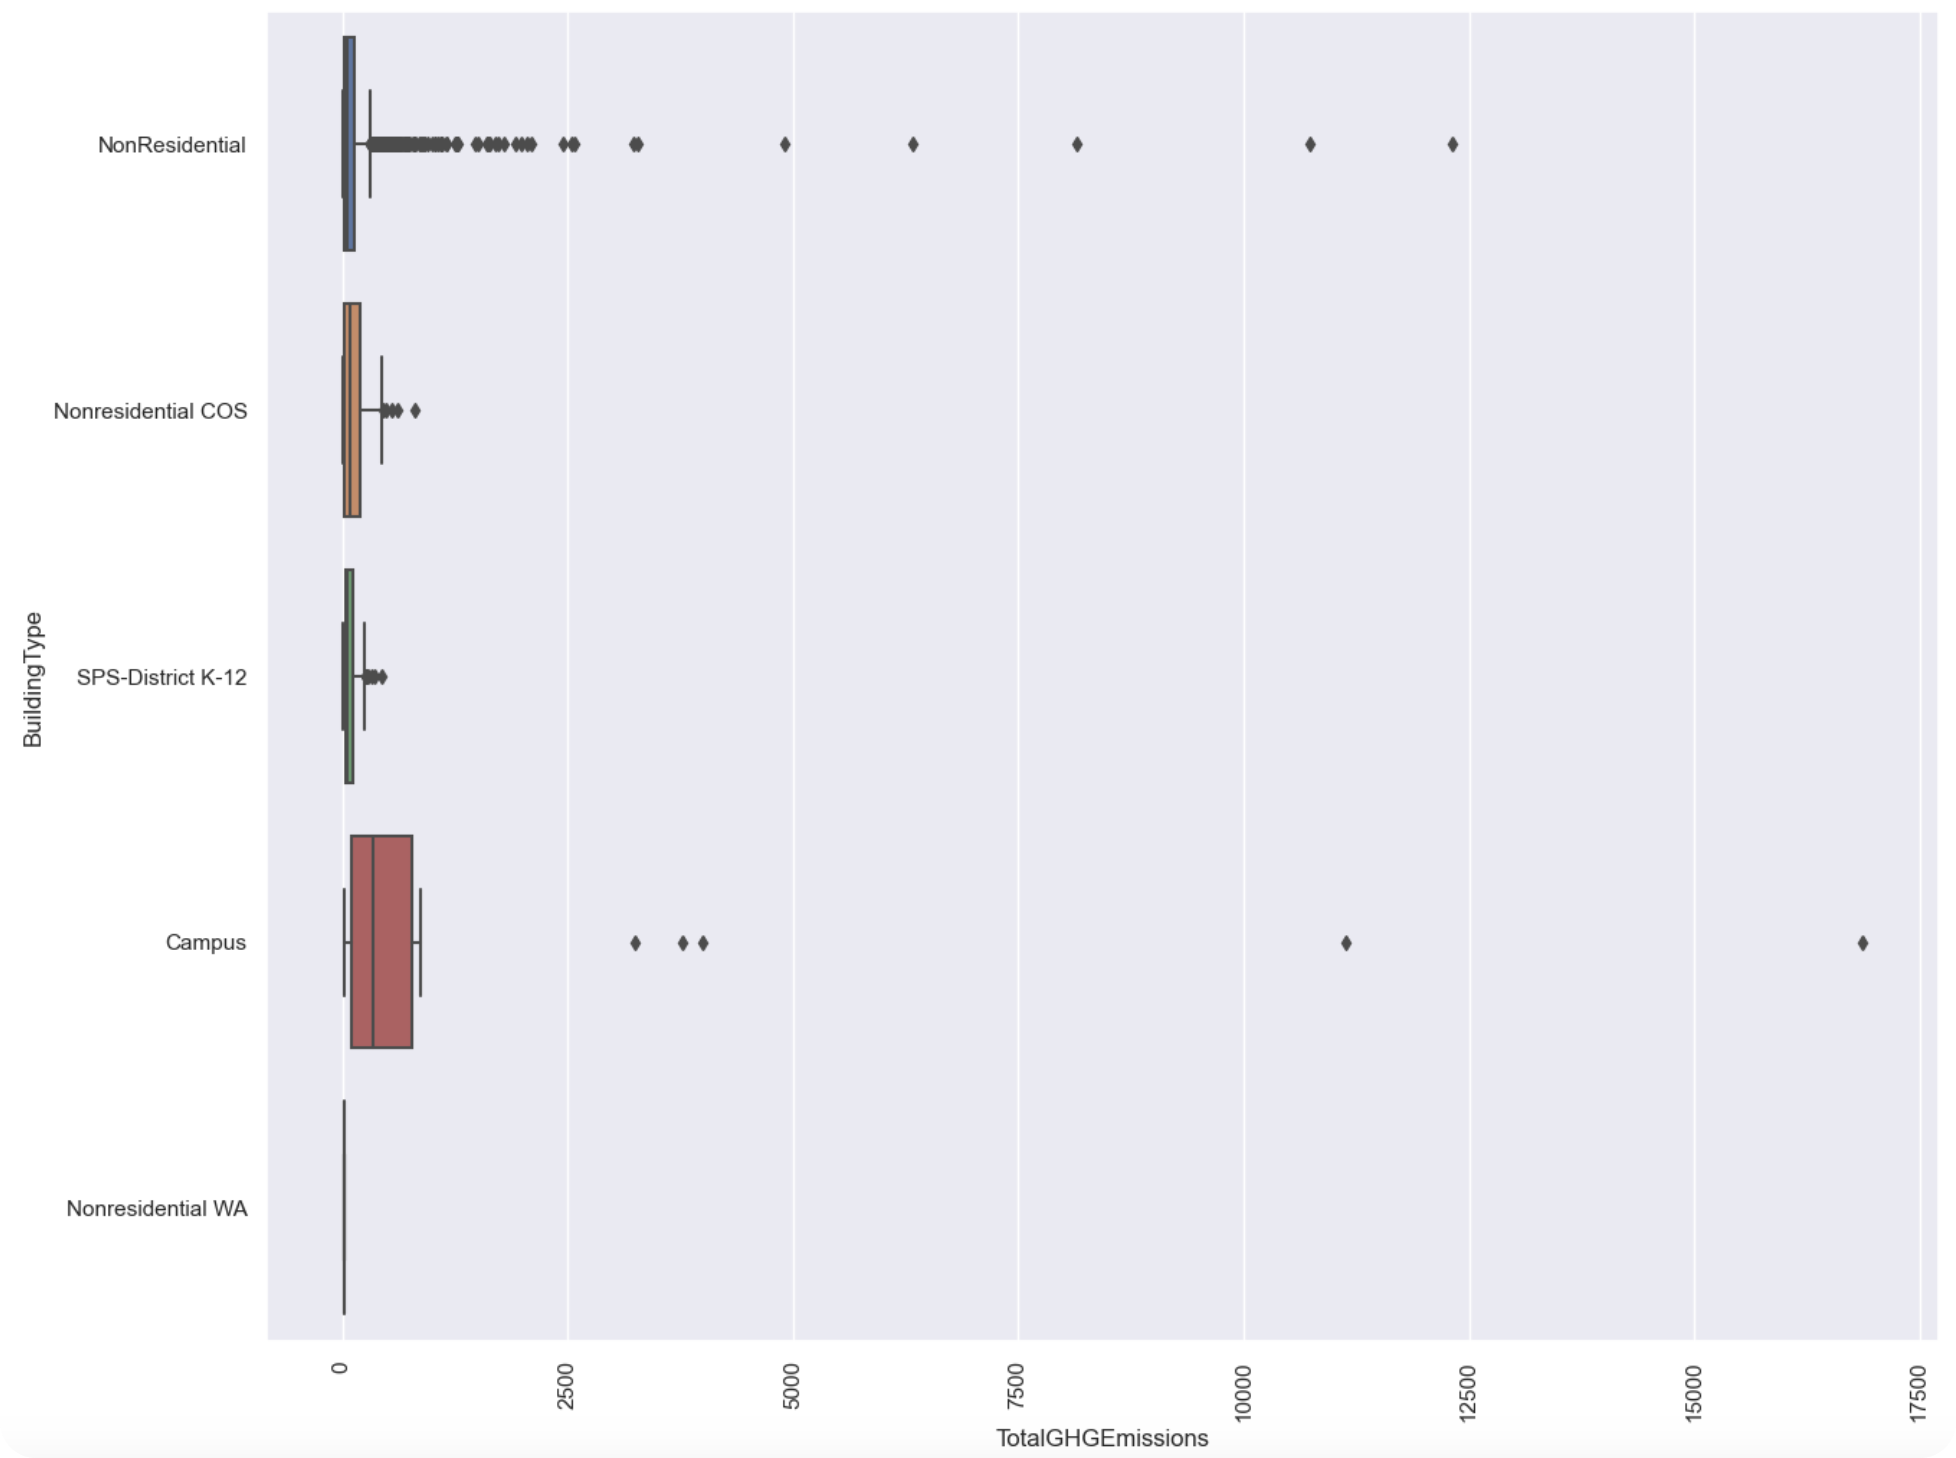 NonResidential
Nonresidential COS
SPS-District K-12
Campus
Nonresidential WA
BuildingType
0
2500
5000
7500
10000
12500
15000
17500
TotalGHGEmissions